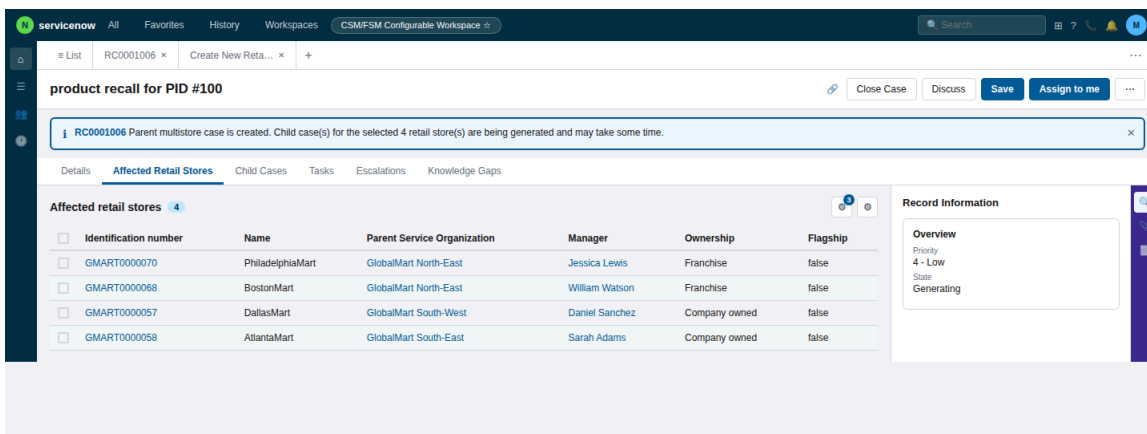 N servicenow All Favorites History Workspaces CSM/FSM Configurable Workspace ☆ Search ? M
≡ List RC0001006 × Create New Reta… × + ⋯
product recall for PID #100 Close Case Discuss Save Assign to me ⋯
i RC0001006 Parent multistore case is created. Child case(s) for the selected 4 retail store(s) are being generated and may take some time. ×
Details Affected Retail Stores Child Cases Tasks Escalations Knowledge Gaps
Affected retail stores 4 3
Identification number Name Parent Service Organization Manager Ownership Flagship
GMART0000070 PhiladelphiaMart GlobalMart North-East Jessica Lewis Franchise false
GMART0000068 BostonMart GlobalMart North-East William Watson Franchise false
GMART0000057 DallasMart GlobalMart South-West Daniel Sanchez Company owned false
GMART0000058 AtlantaMart GlobalMart South-East Sarah Adams Company owned false
Record Information
Overview
Priority
4 - Low
State
Generating